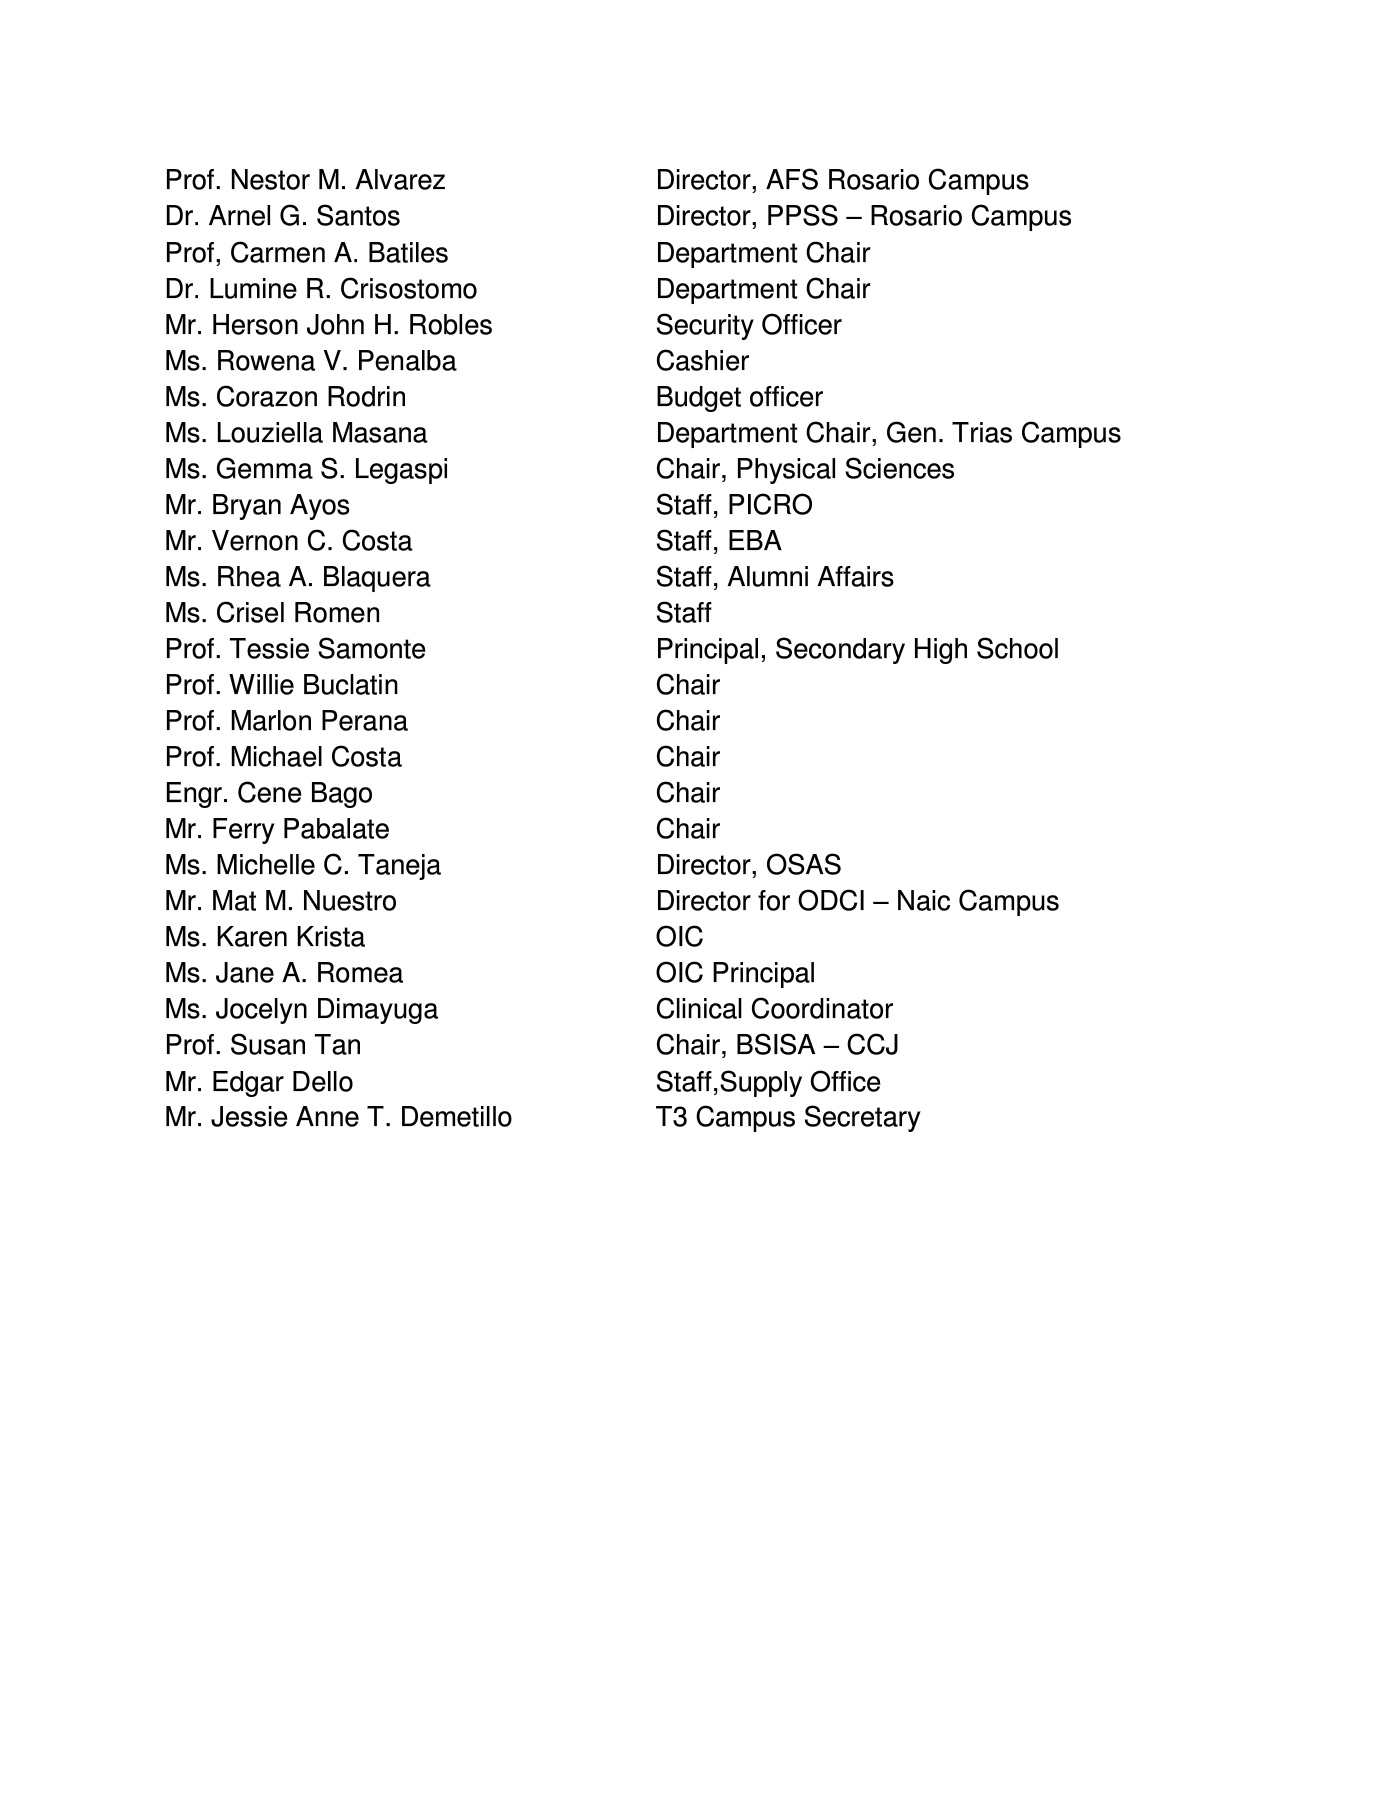 Prof. Nestor M. Alvarez Director, AFS Rosario Campus
Dr. Arnel G. Santos Director, PPSS – Rosario Campus
Prof, Carmen A. Batiles Department Chair
Dr. Lumine R. Crisostomo Department Chair
Mr. Herson John H. Robles Security Officer
Ms. Rowena V. Penalba Cashier
Ms. Corazon Rodrin Budget officer
Ms. Louziella Masana Department Chair, Gen. Trias Campus
Ms. Gemma S. Legaspi Chair, Physical Sciences
Mr. Bryan Ayos Staff, PICRO
Mr. Vernon C. Costa Staff, EBA
Ms. Rhea A. Blaquera Staff, Alumni Affairs
Ms. Crisel Romen Staff
Prof. Tessie Samonte Principal, Secondary High School
Prof. Willie Buclatin Chair
Prof. Marlon Perana Chair
Prof. Michael Costa Chair
Engr. Cene Bago Chair
Mr. Ferry Pabalate Chair
Ms. Michelle C. Taneja Director, OSAS
Mr. Mat M. Nuestro Director for ODCI – Naic Campus
Ms. Karen Krista OIC
Ms. Jane A. Romea OIC Principal
Ms. Jocelyn Dimayuga Clinical Coordinator
Prof. Susan Tan Chair, BSISA – CCJ
Mr. Edgar Dello Staff,Supply Office
Mr. Jessie Anne T. Demetillo T3 Campus Secretary